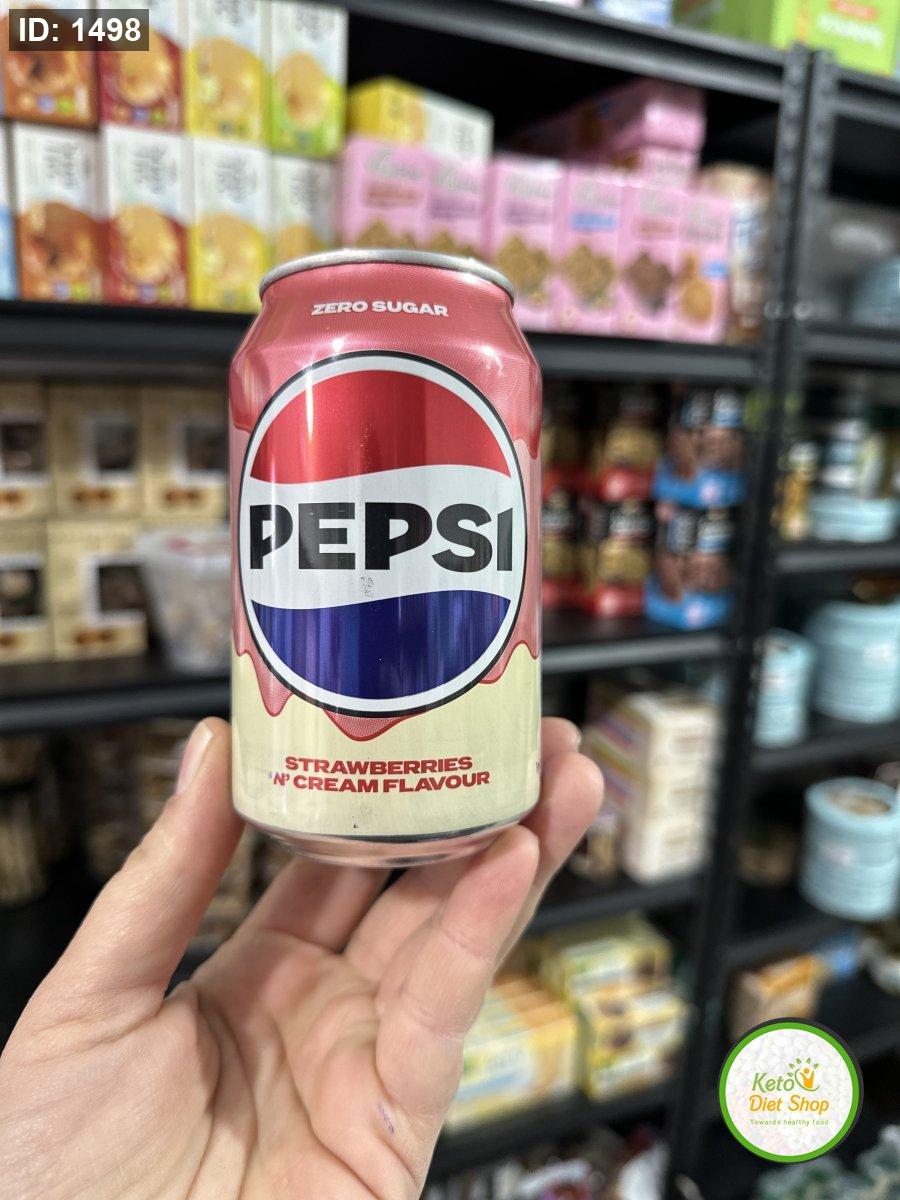 ID: 1498
ZERO SUGAR
PEPSI
STRAWBERRIES
'N' CREAM FLAVOUR
Keto
Diet Shop
Towards healthy food